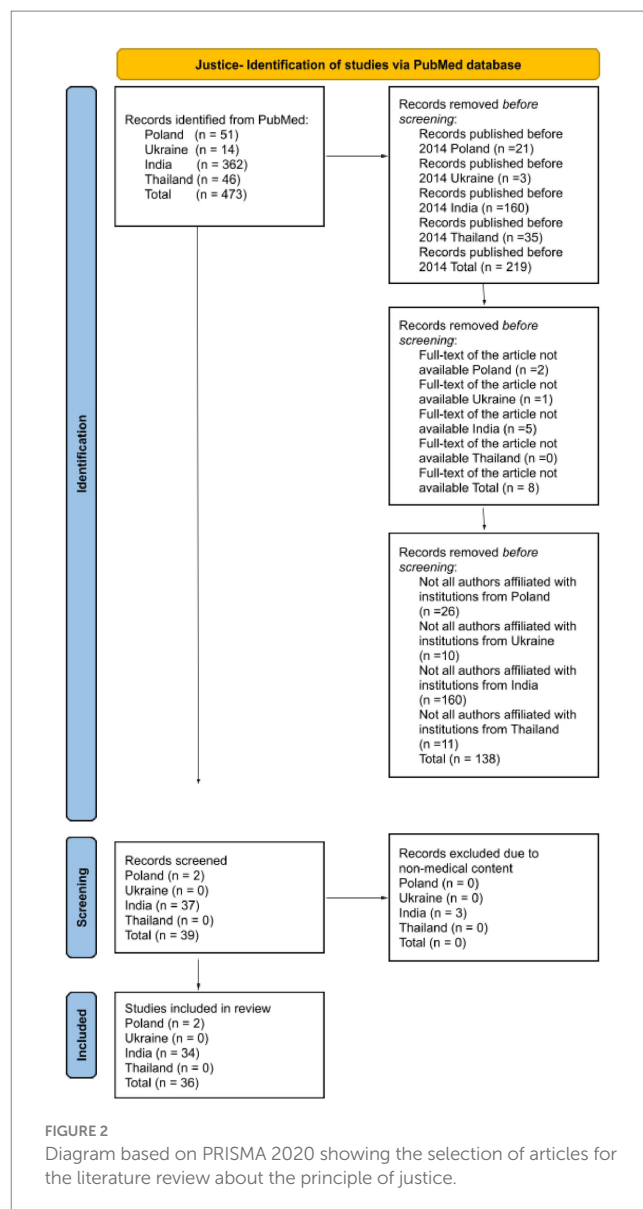 Justice- Identification of studies via PubMed database
Identification
Records identified from PubMed:
Poland (n = 51)
Ukraine (n = 14)
India (n = 362)
Thailand (n = 46)
Total (n = 473)
Records removed before
screening:
Records published before
2014 Poland (n =21)
Records published before
2014 Ukraine (n =3)
Records published before
2014 India (n =160)
Records published before
2014 Thailand (n =35)
Records published before
2014 Total (n = 219)
Records removed before
screening:
Full-text of the article not
available Poland (n =2)
Full-text of the article not
available Ukraine (n =1)
Full-text of the article not
available India (n =5)
Full-text of the article not
available Thailand (n =0)
Full-text of the article not
available Total (n = 8)
Records removed before
screening:
Not all authors affiliated with
institutions from Poland
(n =26)
Not all authors affiliated with
institutions from Ukraine
(n =10)
Not all authors affiliated with
institutions from India
(n =160)
Not all authors affiliated with
institutions from Thailand
(n =11)
Total (n = 138)
Screening
Records screened
Poland (n = 2)
Ukraine (n = 0)
India (n = 37)
Thailand (n = 0)
Total (n = 39)
Records excluded due to
non-medical content
Poland (n = 0)
Ukraine (n = 0)
India (n = 3)
Thailand (n = 0)
Total (n = 0)
Included
Studies included in review
Poland (n = 2)
Ukraine (n = 0)
India (n = 34)
Thailand (n = 0)
Total (n = 36)
FIGURE 2
Diagram based on PRISMA 2020 showing the selection of articles for
the literature review about the principle of justice.